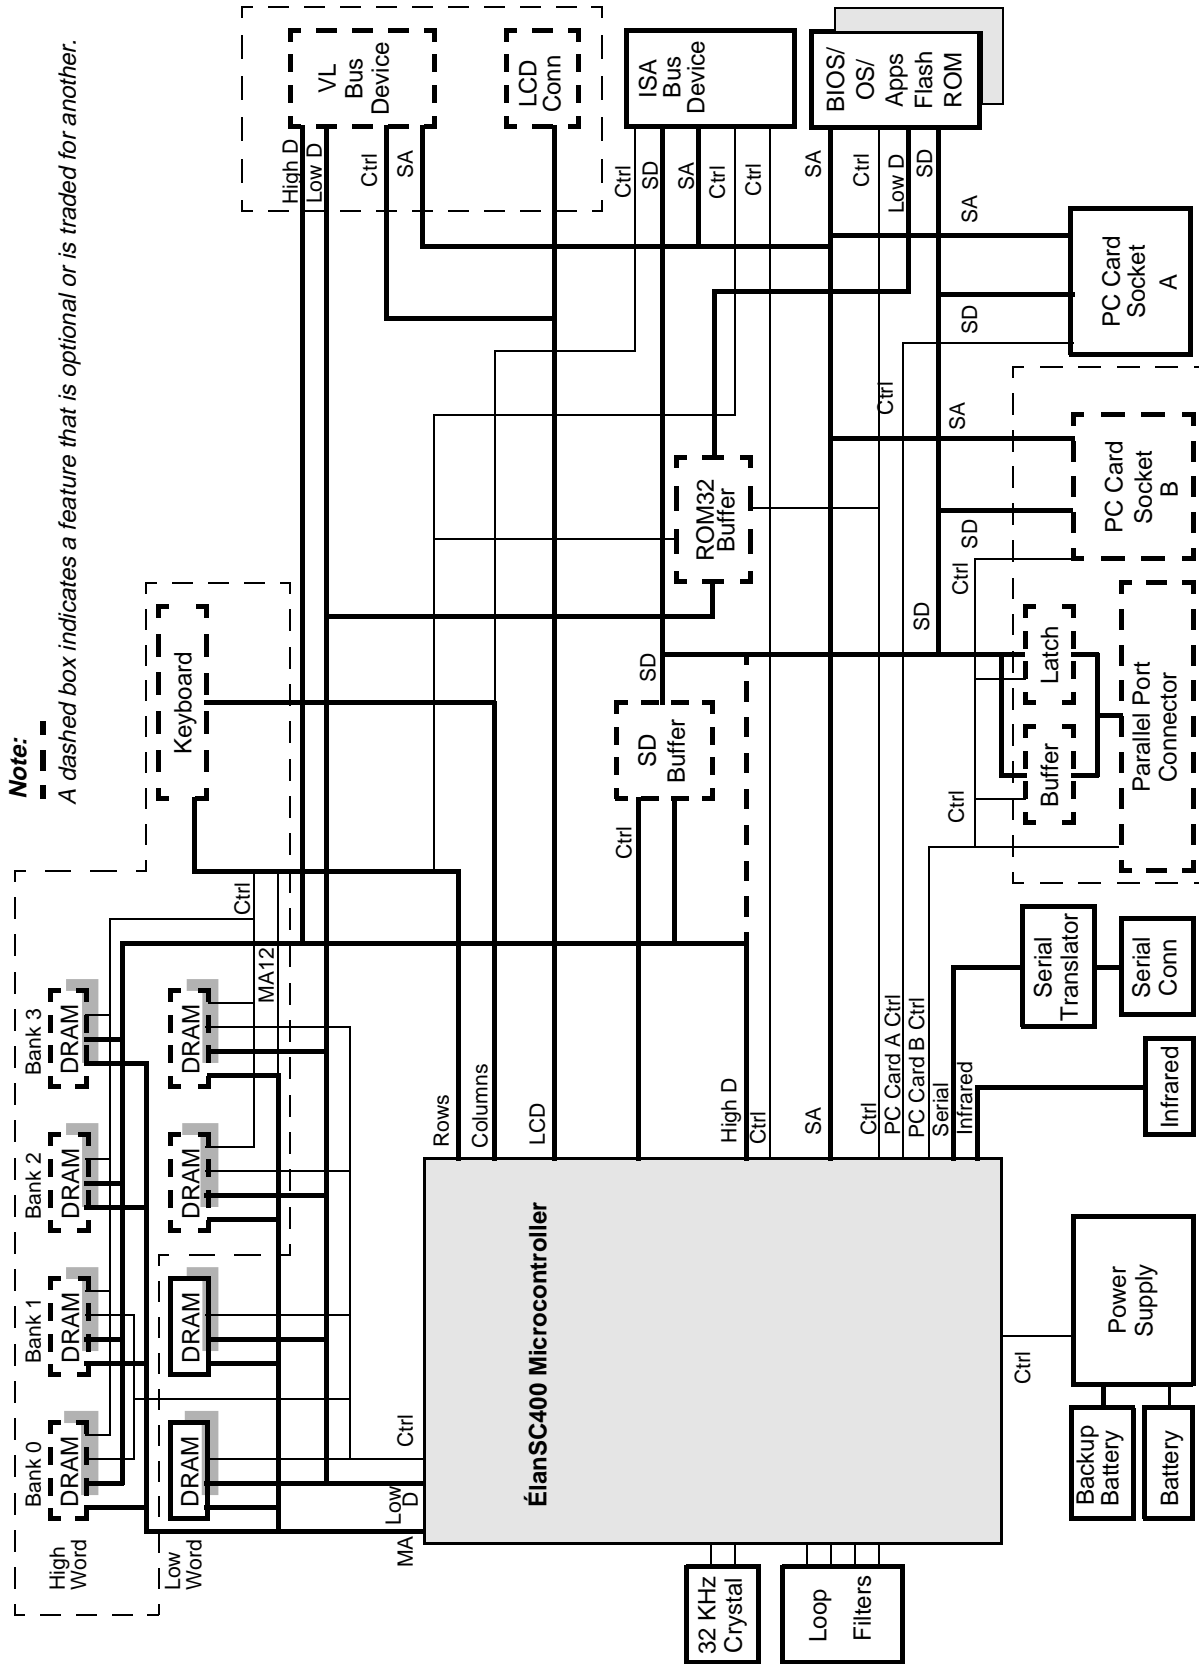 Note:
A dashed box indicates a feature that is optional or is traded for another.
High
Word
Low
Word
Bank 0
Bank 1
Bank 2
Bank 3
DRAM
DRAM
DRAM
DRAM
DRAM
DRAM
DRAM
DRAM
Ctrl
MA12
Keyboard
MA
Low
D
Ctrl
Rows
Columns
LCD
High D
Ctrl
SA
Ctrl
PC Card A Ctrl
PC Card B Ctrl
Serial
Infrared
ÉlanSC400 Microcontroller
32 KHz
Crystal
Loop
Filters
Ctrl
Power
Supply
Backup
Battery
Battery
Infrared
Serial
Translator
Serial
Conn
Ctrl
SD
Buffer
SD
ROM32
Buffer
High D
Low D
Ctrl
SA
VL
Bus
Device
LCD
Conn
Ctrl
SD
SA
Ctrl
Ctrl
ISA
Bus
Device
SA
Ctrl
Low D
SD
BIOS/
OS/
Apps
Flash
ROM
SA
SD
Ctrl
PC Card
Socket
A
SA
SD
Ctrl
PC Card
Socket
B
SD
Ctrl
Buffer
Latch
Parallel Port
Connector